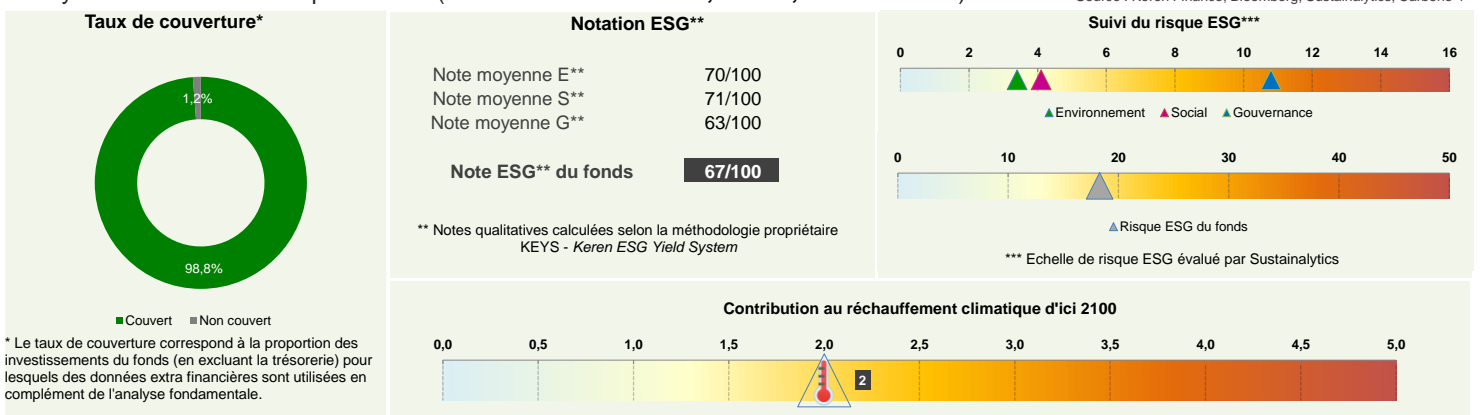 Taux de couverture*
1,2%
98,8%
Couvert Non couvert
* Le taux de couverture correspond à la proportion des
investissements du fonds (en excluant la trésorerie) pour
lesquels des données extra financières sont utilisées en
complément de l'analyse fondamentale.
Notation ESG**
Note moyenne E** 70/100
Note moyenne S** 71/100
Note moyenne G** 63/100
Note ESG** du fonds 67/100
** Notes qualitatives calculées selon la méthodologie propriétaire
KEYS - Keren ESG Yield System
Suivi du risque ESG***
0 2 4 6 8 10 12 14 16
Environnement Social Gouvernance
0 10 20 30 40 50
Risque ESG du fonds
*** Echelle de risque ESG évalué par Sustainalytics
Contribution au réchauffement climatique d'ici 2100
0,0 0,5 1,0 1,5 2,0 2,5 3,0 3,5 4,0 4,5 5,0
2